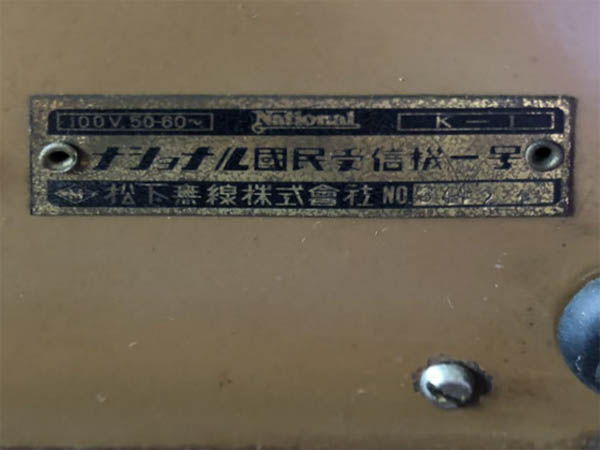 100V. 50-60~ National K-1
ナショナル國民受信機一号
松下無線株式會社 NO.